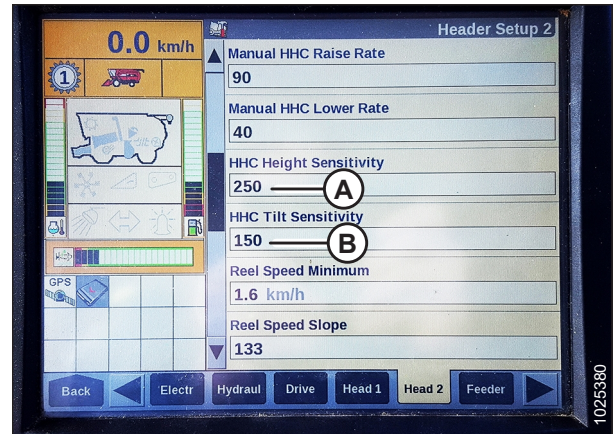 0.0 km/h
Header Setup 2
1
Manual HHC Raise Rate
90
Manual HHC Lower Rate
40
HHC Height Sensitivity
250
A
HHC Tilt Sensitivity
150
B
Reel Speed Minimum
1.6 km/h
Reel Speed Slope
133
GPS
Back
Electr
Hydraul
Drive
Head 1
Head 2
Feeder
1025380